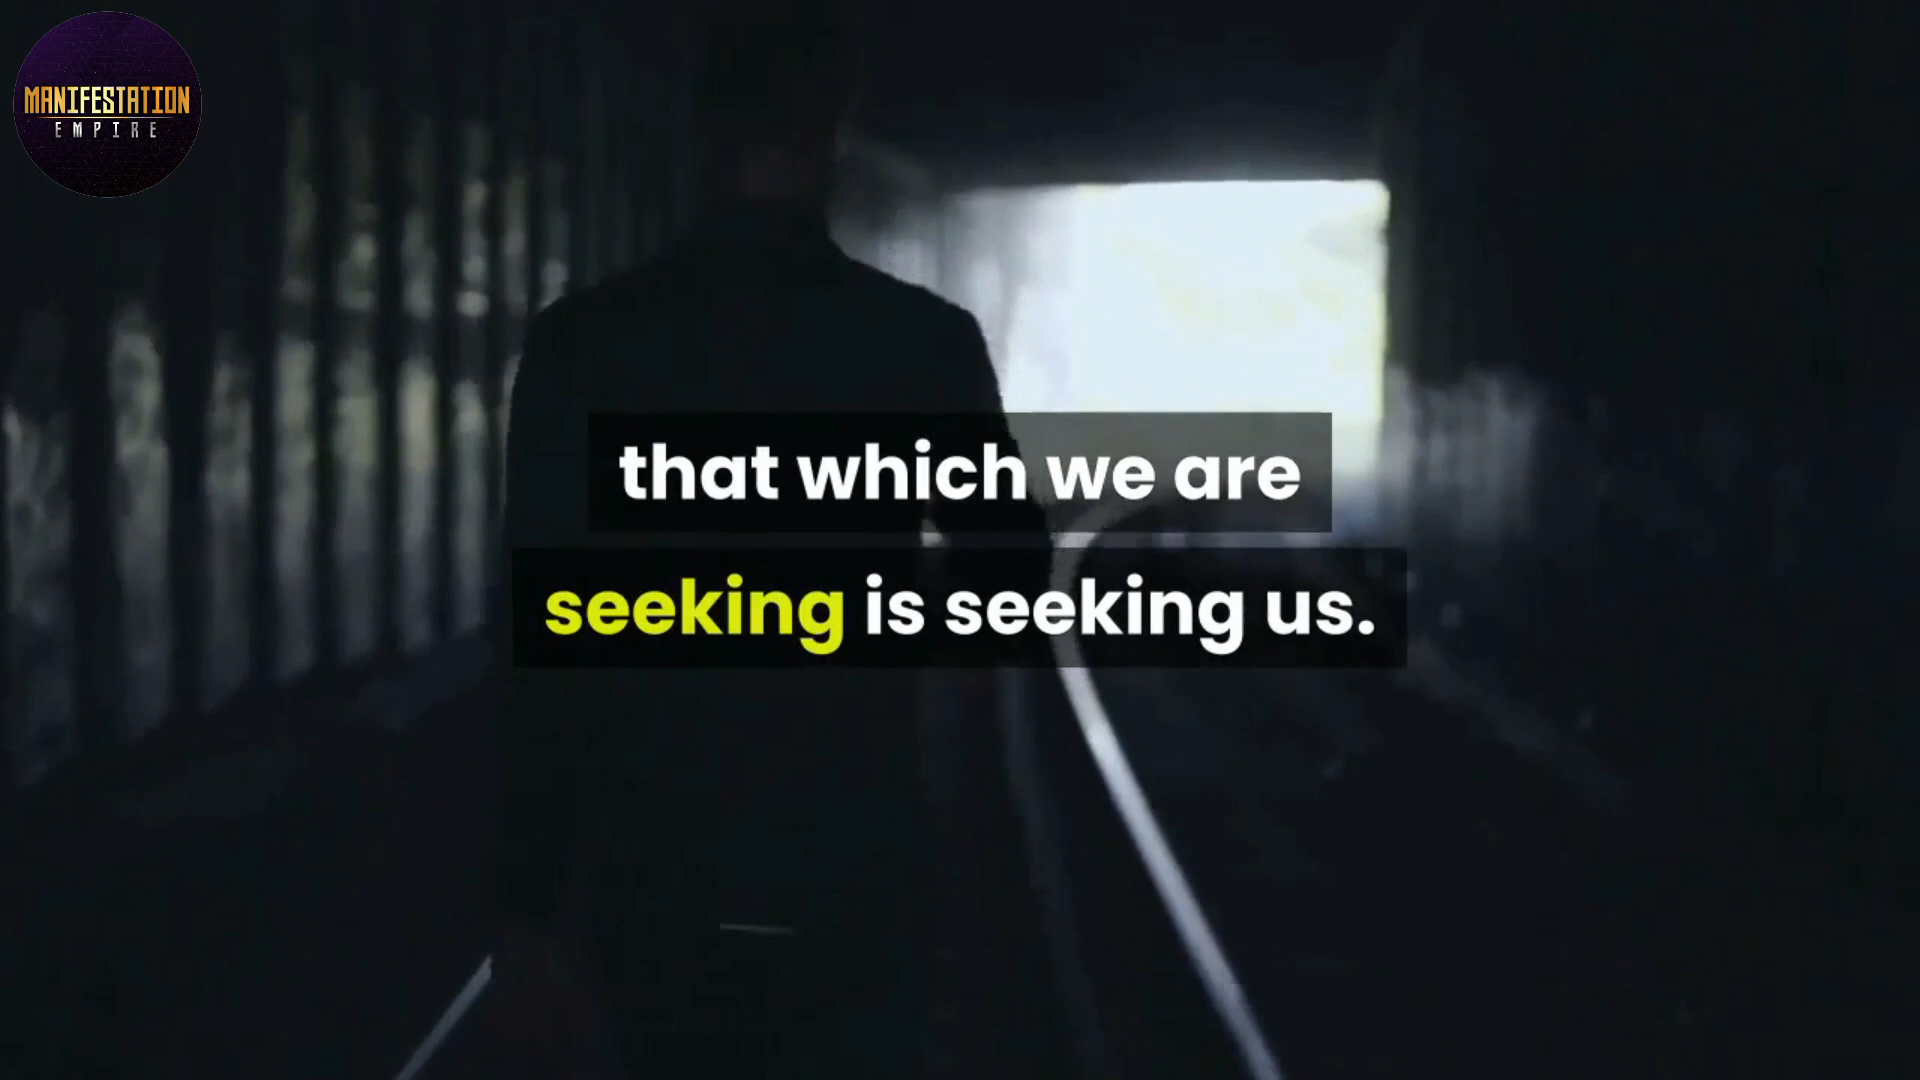 MANIFESTATION
EMPIRE
that which we are
seeking is seeking us.